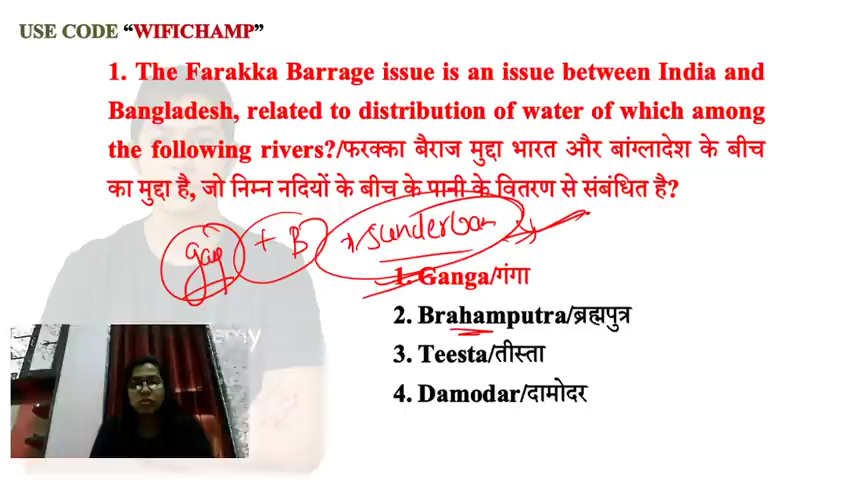 USE CODE "WIFICHAMP"
1. The Farakka Barrage issue is an issue between India and
Bangladesh, related to distribution of water of which among
the following rivers?/फरक्का बैराज मुद्दा भारत और बांग्लादेश के बीच
का मुद्दा है, जो निम्न नदियों के बीच के पानी के वितरण से संबंधित है?
+ B
sunderban
1. Ganga/गंगा
2. Brahamputra/ब्रह्मपुत्र
3. Teesta/तीस्ता
4. Damodar/दामोदर